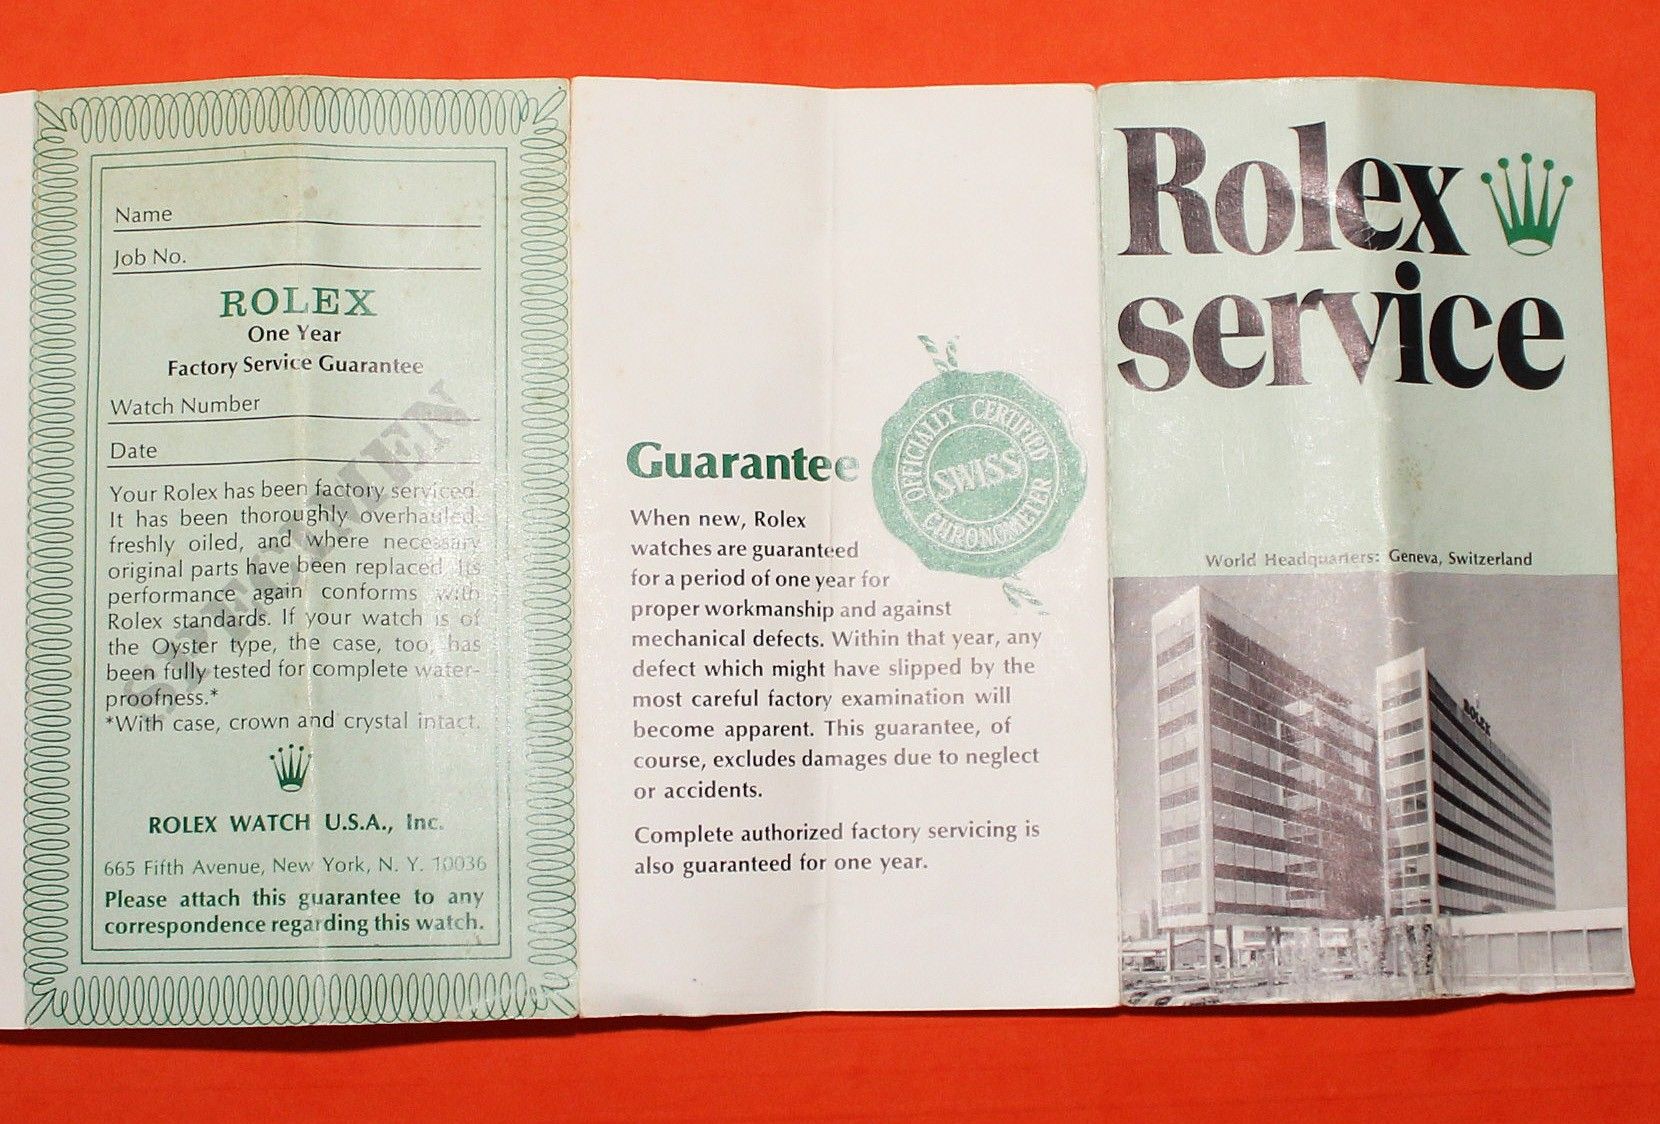 Name
Job No.
ROLEX
One Year
Factory Service Guarantee
Watch Number
Date
SPECIMEN
Your Rolex has been factory serviced.
It has been thoroughly overhauled,
freshly oiled, and where necessary
original parts have been replaced. Its
performance again conforms with
Rolex standards. If your watch is of
the Oyster type, the case, too, has
been fully tested for complete water-
proofness.*
*With case, crown and crystal intact.
ROLEX WATCH U.S.A., Inc.
665 Fifth Avenue, New York, N. Y. 10036
Please attach this guarantee to any
correspondence regarding this watch.
Guarantee
OFFICIALLY CERTIFIED
SWISS
CHRONOMETER
When new, Rolex
watches are guaranteed
for a period of one year for
proper workmanship and against
mechanical defects. Within that year, any
defect which might have slipped by the
most careful factory examination will
become apparent. This guarantee, of
course, excludes damages due to neglect
or accidents.
Complete authorized factory servicing is
also guaranteed for one year.
Rolex
service
World Headquarters: Geneva, Switzerland
ROLEX